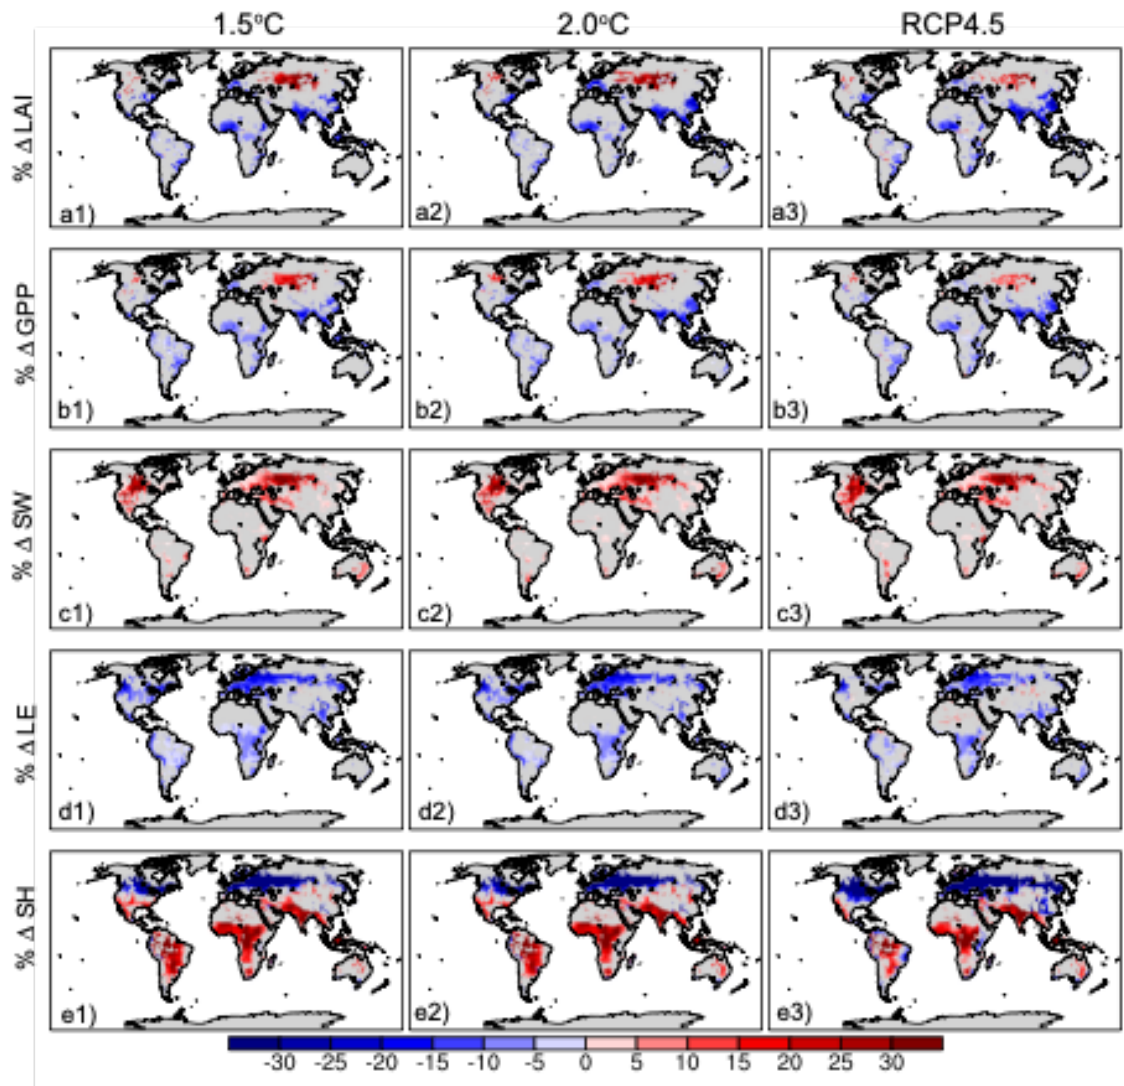 1.5°C 2.0°C RCP4.5
% Δ LAI
a1) a2) a3)
% Δ GPP
b1) b2) b3)
% Δ SW
c1) c2) c3)
% Δ LE
d1) d2) d3)
% Δ SH
e1) e2) e3)
-30 -25 -20 -15 -10 -5 0 5 10 15 20 25 30